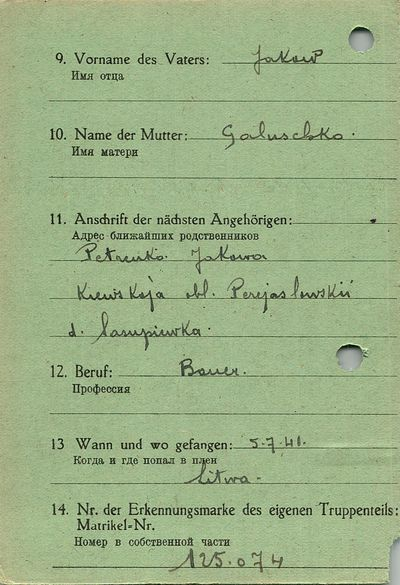 9. Vorname des Vaters: Jakow
Имя отца
10. Name der Mutter: Galuschko.
Имя матери
11. Anschrift der nächsten Angehörigen:
Адрес ближайших родственников
Petrenko Jakowa
Kiewskaja obl. Perejaslowskii
d.
12. Beruf: Bauer.
Профессия
13 Wann und wo gefangen: 5.7.41.
Когда и где попал в плен
Litwa.
14. Nr. der Erkennungsmarke des eigenen Truppenteils:
Matrikel-Nr.
Номер в собственной части
125.074